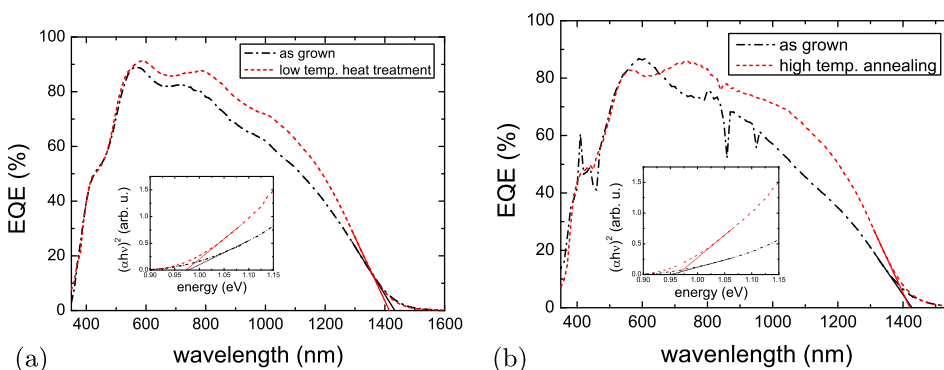 100
80
60
40
20
0
EQE (%)
as grown
low temp. heat treatment
1.5
1.0
0.5
0.0
(αhν)²(arb. u.)
0.90 0.95 1.00 1.05 1.10 1.15
energy (eV)
400 600 800 1000 1200 1400 1600
wavelength (nm)
(a)
100
80
60
40
20
0
EQE (%)
as grown
high temp. annealing
1.5
1.0
0.5
0.0
(αhν)² (arb. u.)
0.90 0.95 1.00 1.05 1.10 1.15
energy (eV)
400 600 800 1000 1200 1400
wavenlength (nm)
(b)